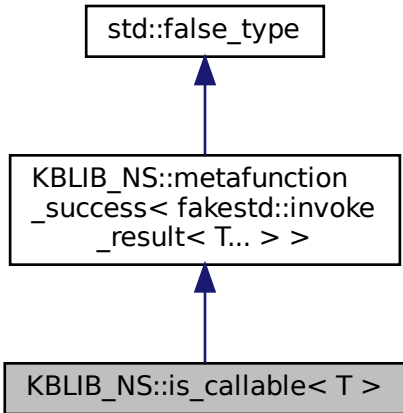 std::false_type
KBLIB_NS::metafunction
_success< fakestd::invoke
_result< T... > >
KBLIB_NS::is_callable< T >